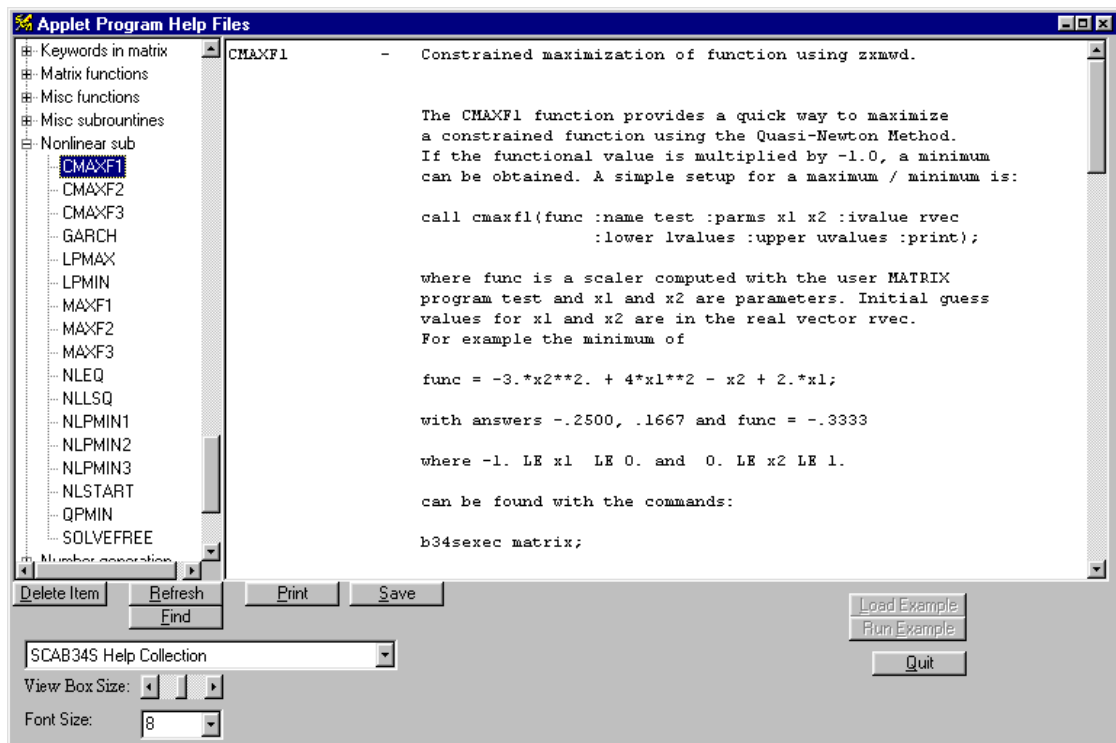 Applet Program Help Files
Keywords in matrix
Matrix functions
Misc functions
Misc subrountines
Nonlinear sub
CMAXF1
CMAXF2
CMAXF3
GARCH
LPMAX
LPMIN
MAXF1
MAXF2
MAXF3
NLEQ
NLLSQ
NLPMIN1
NLPMIN2
NLPMIN3
NLSTART
QPMIN
SOLVEFREE
Number generation
CMAXF1 - Constrained maximization of function using zxmwd.
The CMAXF1 function provides a quick way to maximize
a constrained function using the Quasi-Newton Method.
If the functional value is multiplied by -1.0, a minimum
can be obtained. A simple setup for a maximum / minimum is:
call cmaxf1(func :name test :parms x1 x2 :ivalue rvec
:lower lvalues :upper uvalues :print);
where func is a scaler computed with the user MATRIX
program test and x1 and x2 are parameters. Initial guess
values for x1 and x2 are in the real vector rvec.
For example the minimum of
func = -3.*x2**2. + 4*x1**2 - x2 + 2.*x1;
with answers -.2500, .1667 and func = -.3333
where -1. LE x1 LE 0. and 0. LE x2 LE 1.
can be found with the commands:
b34sexec matrix;
Delete Item Refresh Print Save
Find
Load Example
Run Example
SCAB34S Help Collection
Quit
View Box Size:
Font Size: 8